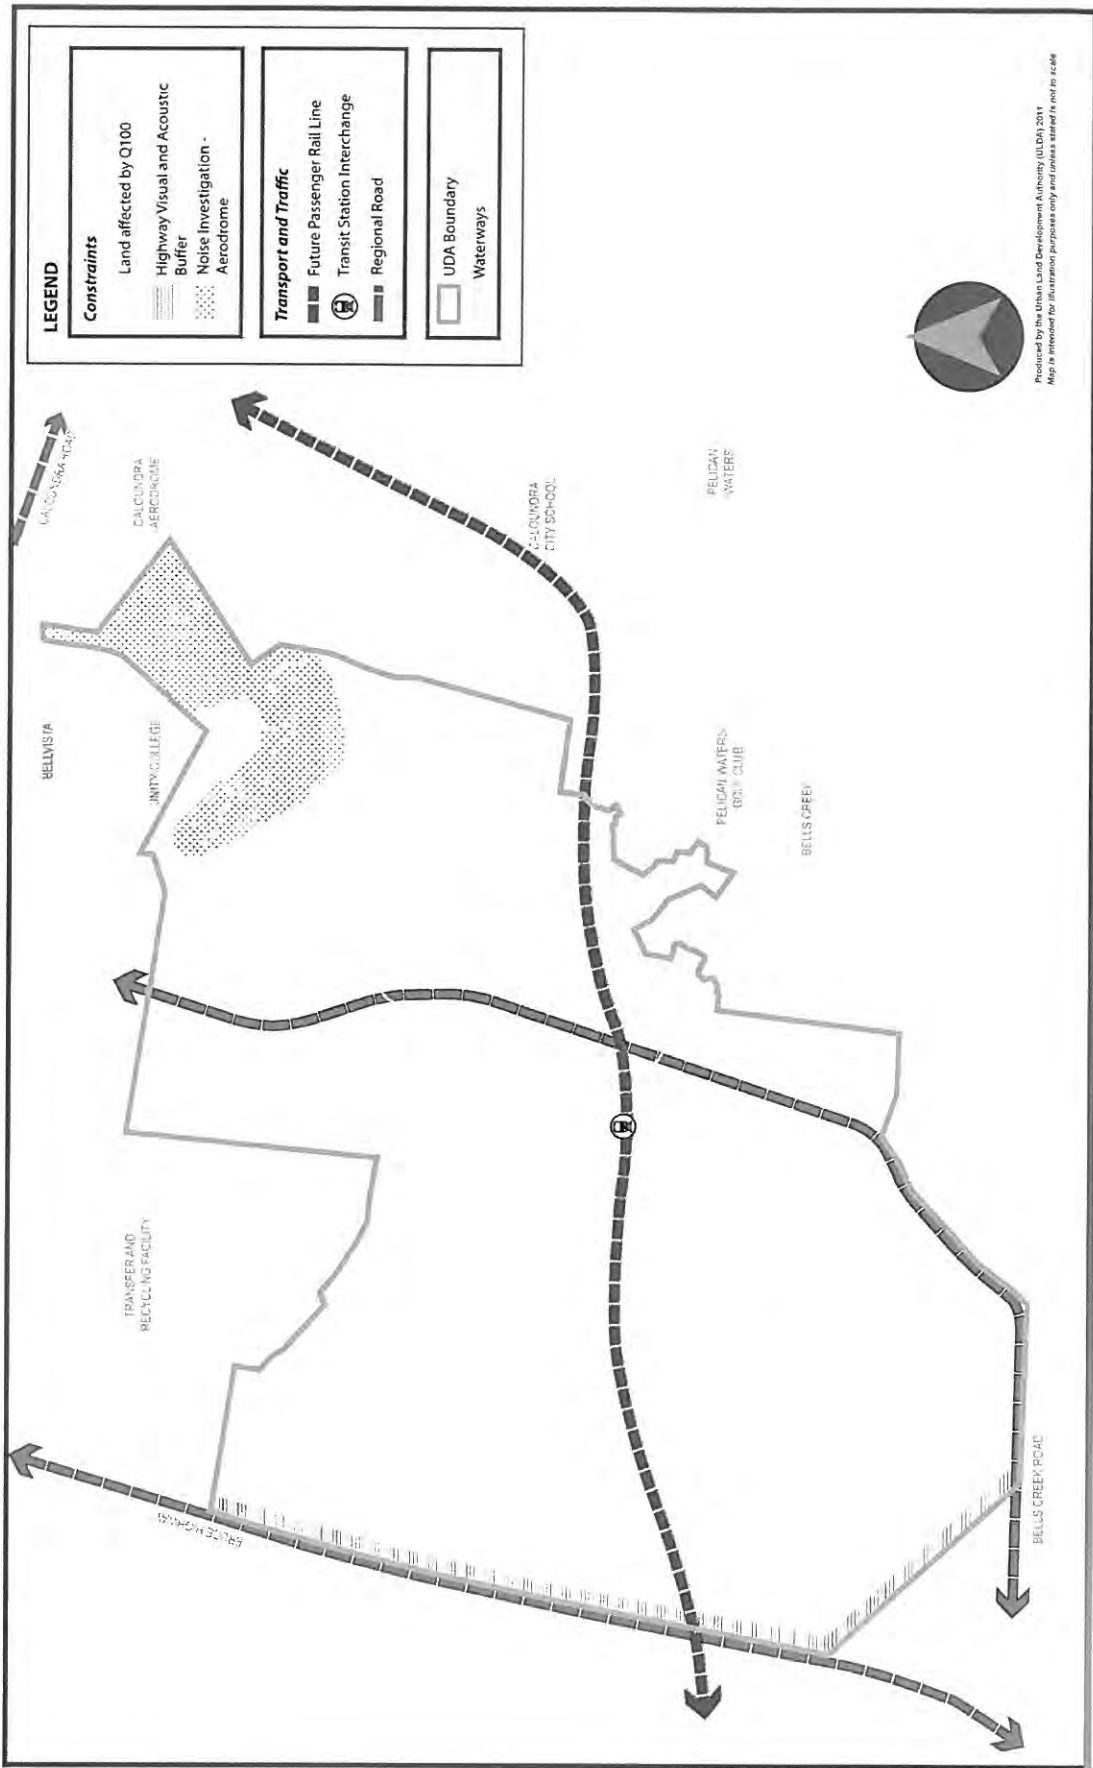 LEGEND
Constraints
Land affected by Q100
Highway Visual and Acoustic
Buffer
Noise Investigation -
Aerodrome
Transport and Traffic
Future Passenger Rail Line
Transit Station Interchange
Regional Road
UDA Boundary
Waterways
CALOUNDRA ROAD
CALOUNDRA
AERODROME
BELLVISTA
UNITY COLLEGE
CALOUNDRA
CITY SCHOOL
PELICAN
WATERS
PELICAN WATERS
GOLF CLUB
BELLS CREEK
TRANSFER AND
RECYCLING FACILITY
BRUCE HIGHWAY
BELLS CREEK ROAD
Produced by the Urban Land Development Authority (ULDA) 2011
Map is intended for illustration purposes only and unless stated is not to scale